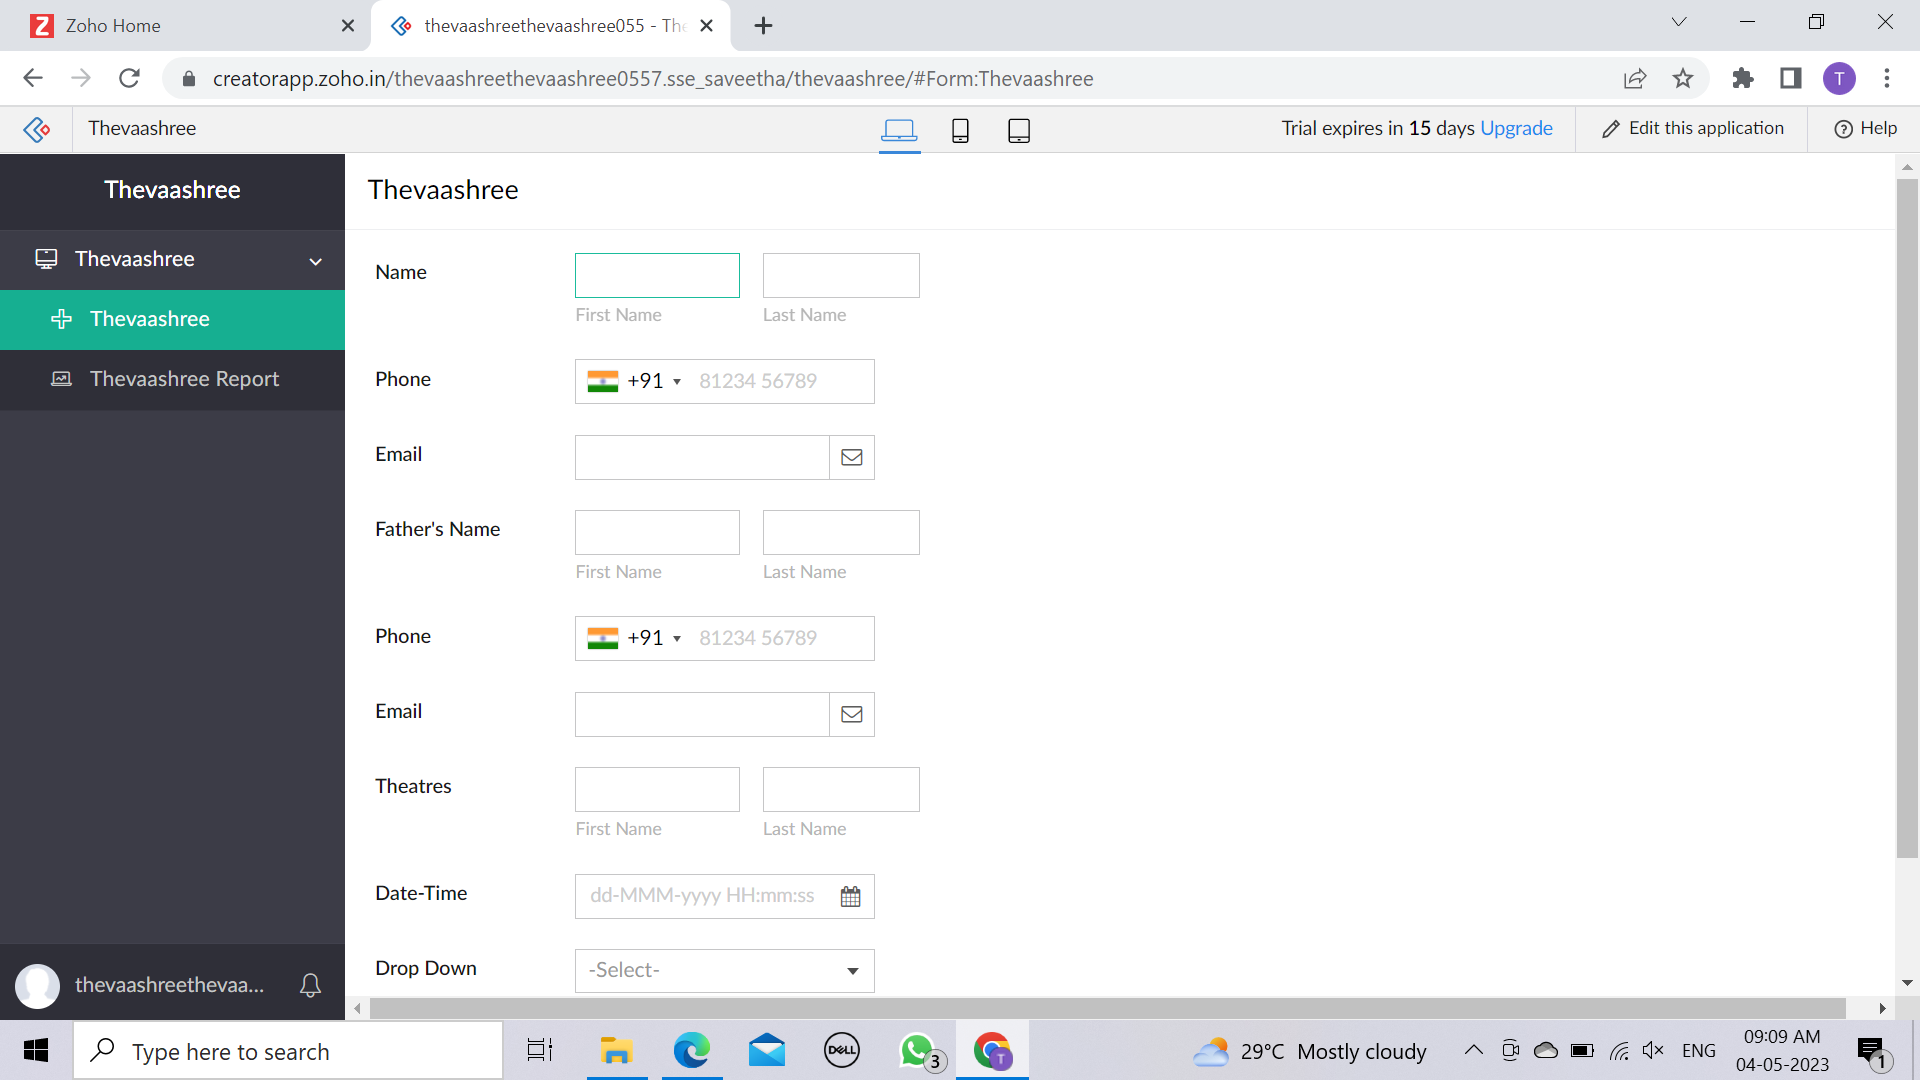 Zoho Home
thevaashreethevaashree055 - The
creatorapp.zoho.in/thevaashreethevaashree0557.sse_saveetha/thevaashree/#Form:Thevaashree
T
Thevaashree
Trial expires in 15 days Upgrade
Edit this application
Help
Thevaashree
Thevaashree
Thevaashree
Thevaashree Report
thevaashreethevaa...
Thevaashree
Name
First Name
Last Name
Phone
+91
81234 56789
Email
Father's Name
First Name
Last Name
Phone
+91
81234 56789
Email
Theatres
First Name
Last Name
Date-Time
dd-MMM-yyyy HH:mm:ss
Drop Down
-Select-
Type here to search
DELL
3
T
29°C Mostly cloudy
ENG
09:09 AM
04-05-2023
1